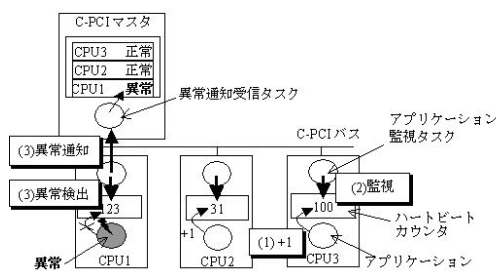 C-PCIマスタ
CPU3 正常
CPU2 正常
CPU1 異常
異常通知受信タスク
アプリケーション
監視タスク
C-PCIバス
(3)異常通知
(3)異常検出
(2)監視
123
31
100
ハートビート
カウンタ
+1
(1)+1
異常
CPU1
CPU2
CPU3
アプリケーション